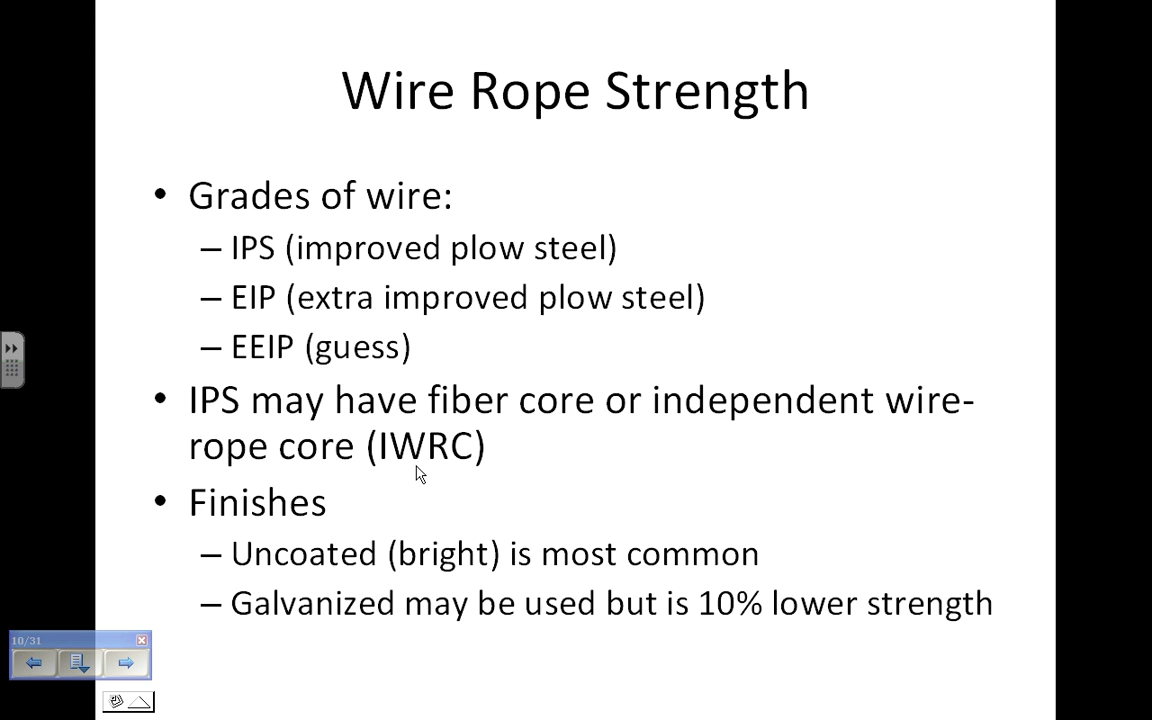 Wire Rope Strength
• Grades of wire:
– IPS (improved plow steel)
– EIP (extra improved plow steel)
– EEIP (guess)
• IPS may have fiber core or independent wire-
rope core (IWRC)
• Finishes
– Uncoated (bright) is most common
– Galvanized may be used but is 10% lower strength
10/31